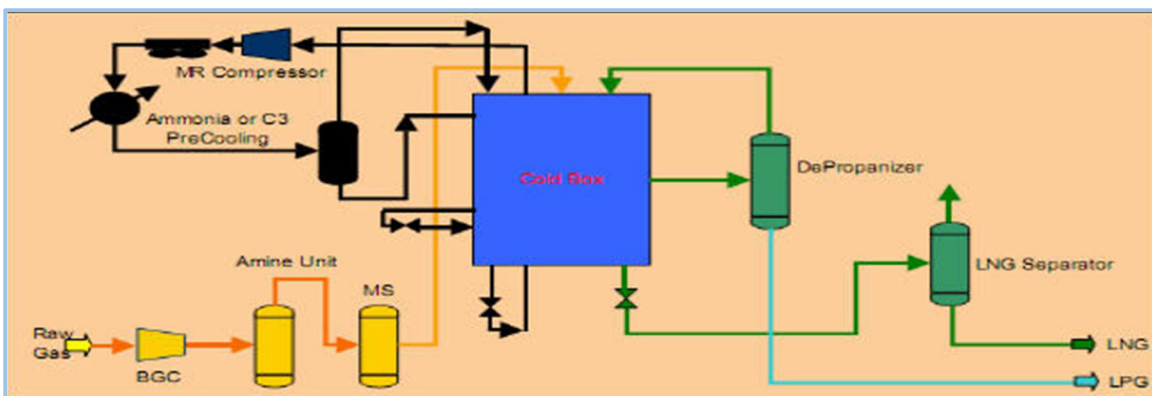 MR Compressor
Ammonia or C3
PreCooling
Cold Box
DePropanizer
LNG Separator
Amine Unit
MS
Raw
Gas
BGC
LNG
LPG